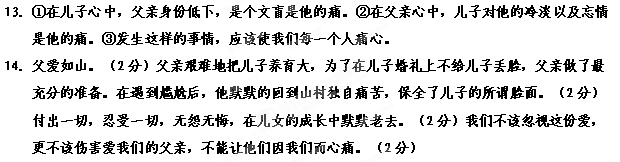 13. ①在儿子心中，父亲身份低下，是个文盲是他的痛。②在父亲心中，儿子对他的冷淡以及忘情
是他的痛。③发生这样的事情，应该使我们每一个人痛心。
14. 父爱如山。（2 分）父亲艰难地把儿子养育大，为了在儿子婚礼上不给儿子丢脸，父亲做了最
充分的准备。在遇到尴尬后，他默默的回到山村独自痛苦，保全了儿子的所谓脸面。（2 分）
付出一切，忍受一切，无怨无悔，在儿女的成长中默默老去。（2 分）我们不该忽视这份爱，
更不该伤害爱我们的父亲，不能让他们因我们而心痛。（2 分）